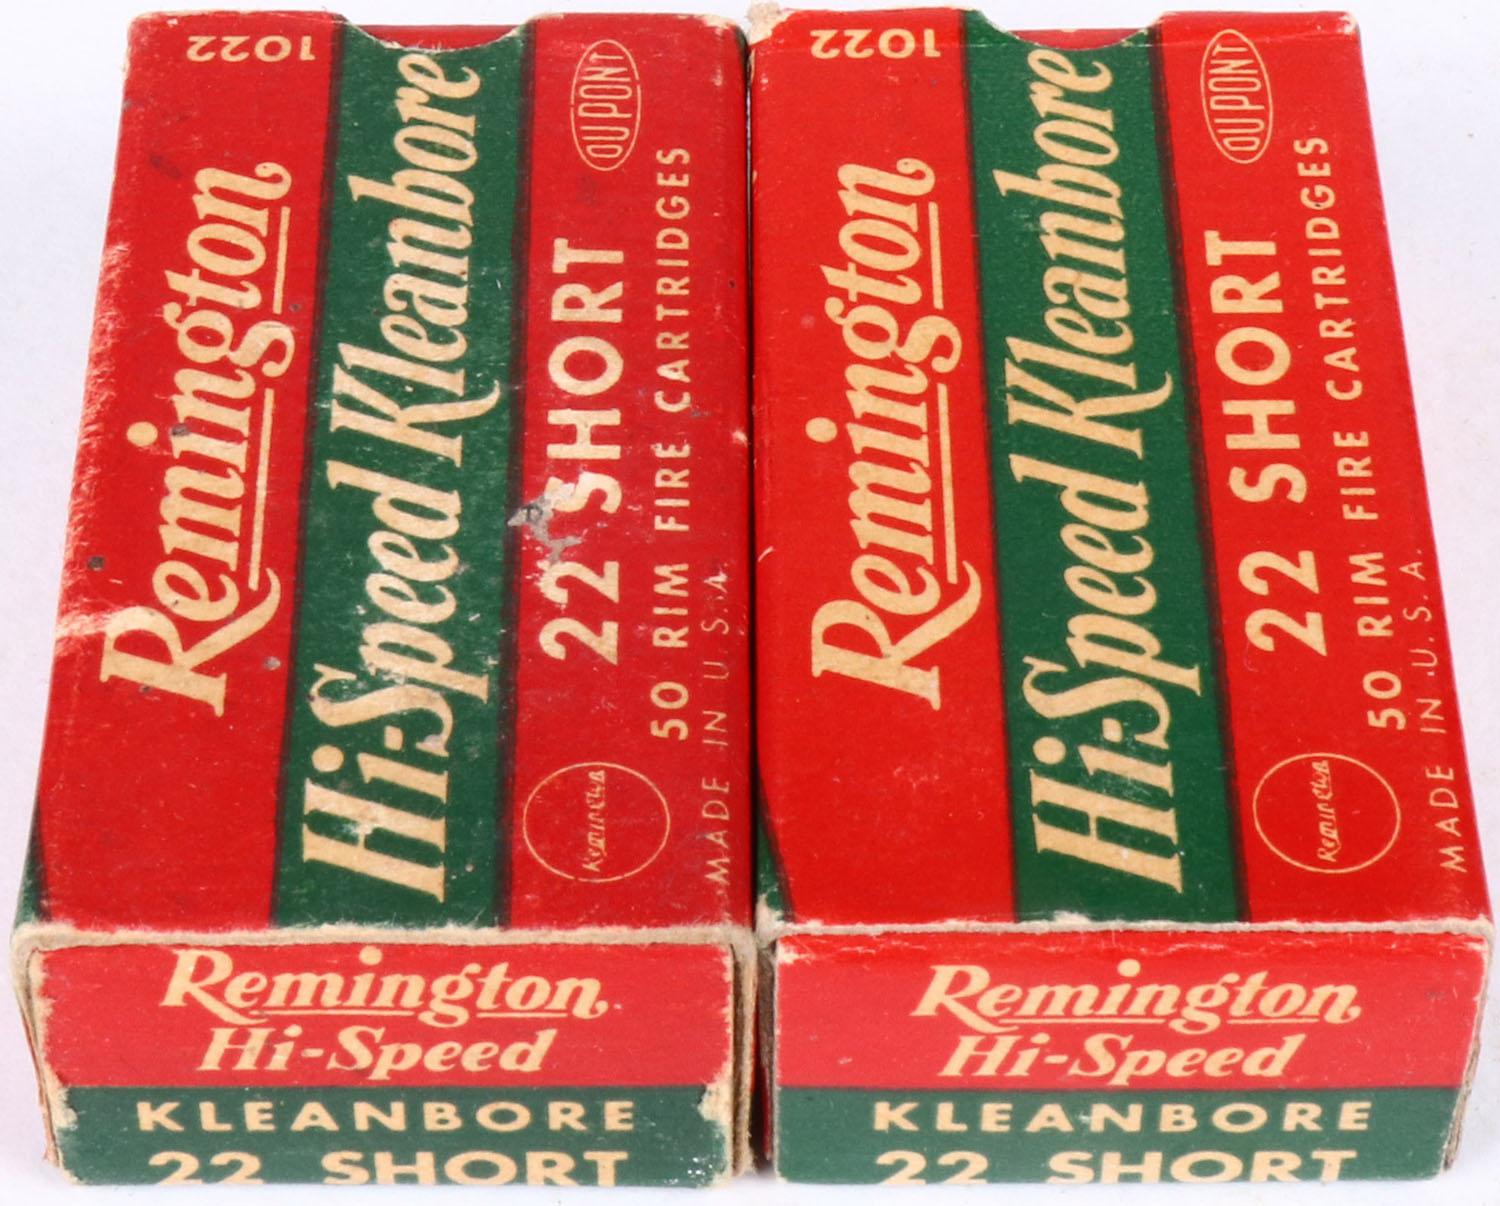 1022
Remington
Hi-Speed Kleanbore
DUPONT
22 SHORT
50 RIM FIRE CARTRIDGES
MADE IN U.S.A.
Remington
Remington
Hi-Speed
KLEANBORE
22 SHORT
1022
Remington
Hi-Speed Kleanbore
DUPONT
22 SHORT
50 RIM FIRE CARTRIDGES
MADE IN U.S.A.
Remington
Remington
Hi-Speed
KLEANBORE
22 SHORT